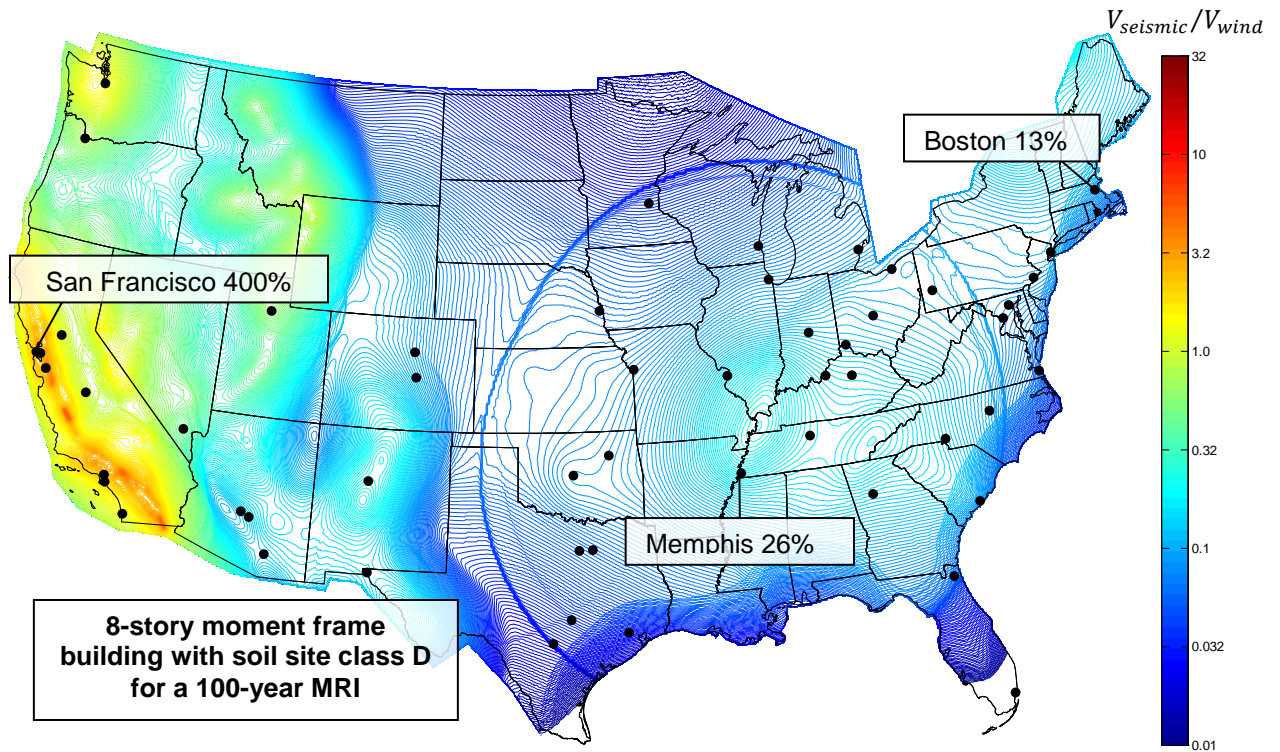 V_seismic/V_wind
32
Boston 13%
10
3.2
San Francisco 400%
1.0
0.32
0.1
Memphis 26%
8-story moment frame
building with soil site class D
for a 100-year MRI
0.032
0.01